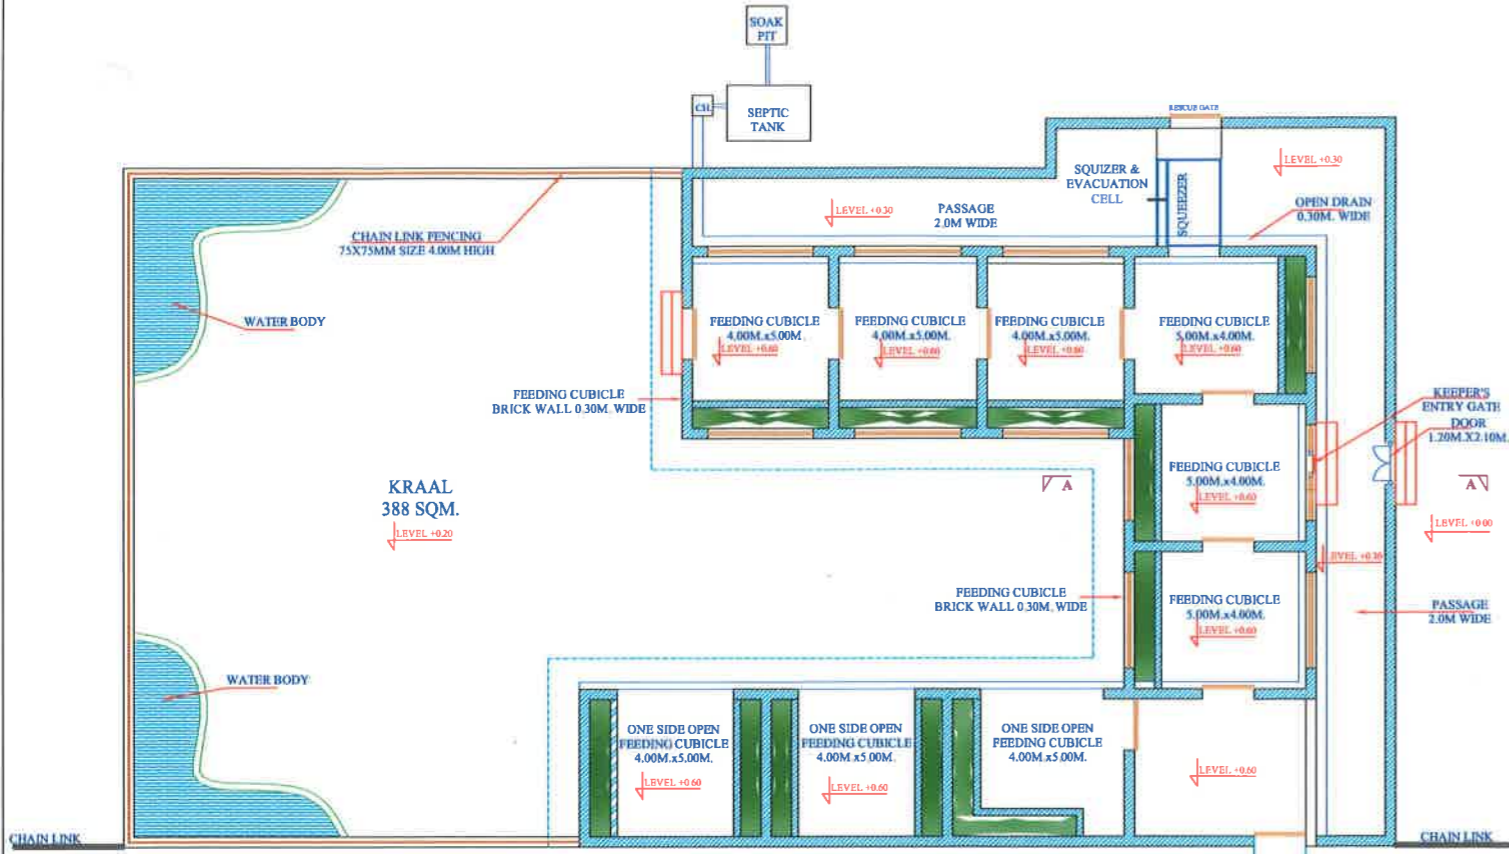 SOAK
PIT
CH.
SEPTIC
TANK
RESCUE GATE
SQUIZER &
EVACUATION
CELL
SQUEEZER
LEVEL +0.30
OPEN DRAIN
0.30M. WIDE
LEVEL +0.30
PASSAGE
2.0M WIDE
CHAIN LINK FENCING
75X75MM SIZE 4.00M HIGH
WATER BODY
FEEDING CUBICLE
4.00M.x5.00M.
LEVEL +0.60
FEEDING CUBICLE
4.00M.x5.00M.
LEVEL +0.60
FEEDING CUBICLE
4.00M.x5.00M.
LEVEL +0.60
FEEDING CUBICLE
5.00M.x4.00M.
LEVEL +0.60
FEEDING CUBICLE
BRICK WALL 0.30M. WIDE
KEEPER'S
ENTRY GATE
DOOR
1.20M.X2.10M.
KRAAL
388 SQM.
LEVEL +0.20
A
FEEDING CUBICLE
5.00M.x4.00M.
LEVEL +0.60
A
LEVEL +0.00
LEVEL +0.30
FEEDING CUBICLE
BRICK WALL 0.30M. WIDE
FEEDING CUBICLE
5.00M.x4.00M.
LEVEL +0.60
PASSAGE
2.0M WIDE
WATER BODY
ONE SIDE OPEN
FEEDING CUBICLE
4.00M.x5.00M.
LEVEL +0.60
ONE SIDE OPEN
FEEDING CUBICLE
4.00M.x5.00M.
LEVEL +0.60
ONE SIDE OPEN
FEEDING CUBICLE
4.00M.x5.00M.
LEVEL +0.60
CHAIN LINK
CHAIN LINK